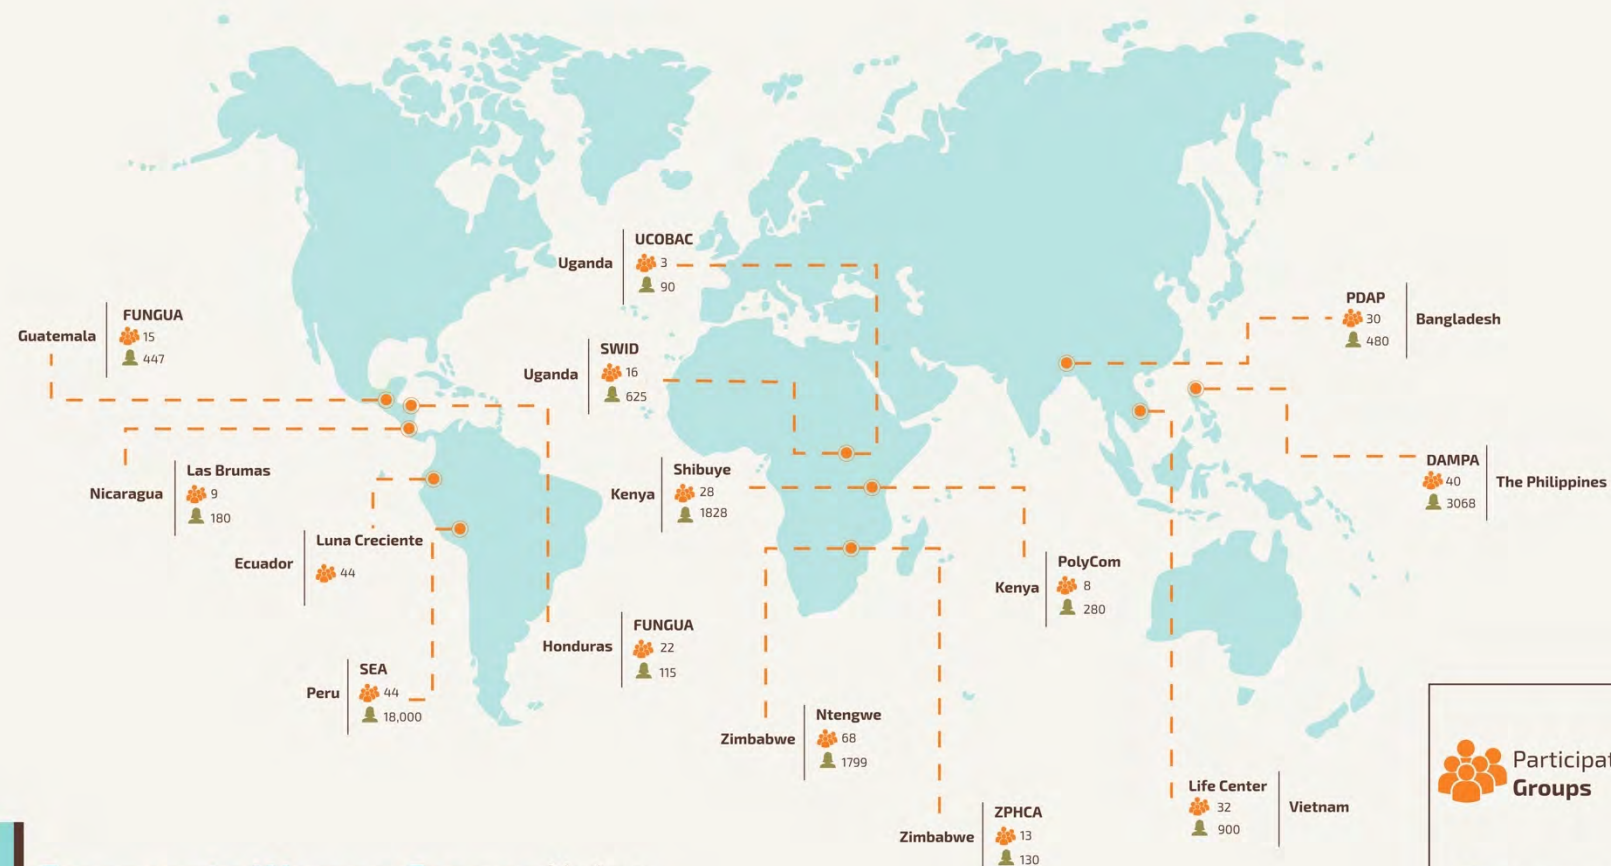 UCOBAC
Uganda
3
90
FUNGUA
Guatemala
15
447
SWID
Uganda
16
625
PDAP
30
Bangladesh
480
Las Brumas
Nicaragua
9
180
Shibuye
Kenya
28
1828
DAMPA
40
The Philippines
3068
Luna Creciente
Ecuador
44
PolyCom
Kenya
8
280
FUNGUA
Honduras
22
115
SEA
Peru
44
18,000
Ntengwe
Zimbabwe
68
1799
Life Center
32
Vietnam
900
ZPHCA
Zimbabwe
13
130
Groups